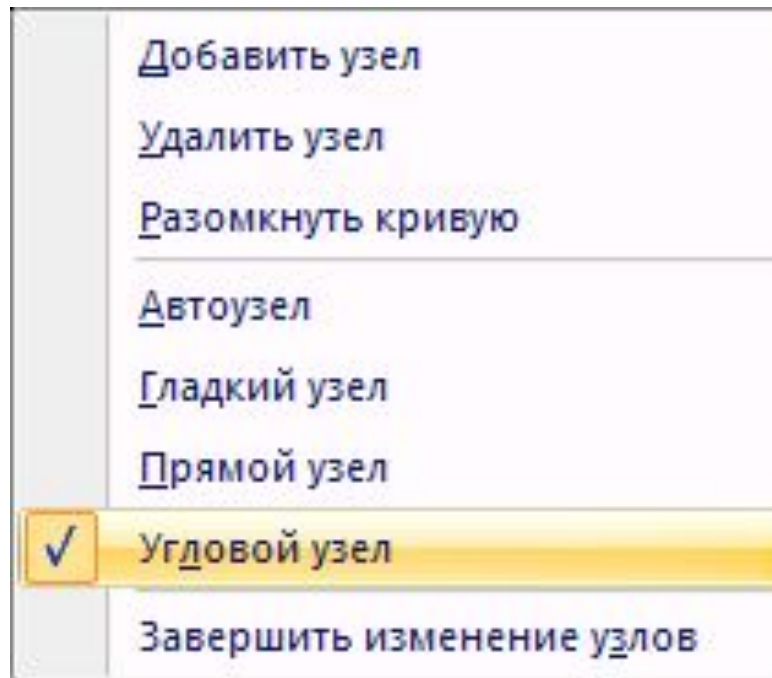 Добавить узел
Удалить узел
Разомкнуть кривую
Автоузел
Гладкий узел
Прямой узел
Угловой узел
Завершить изменение узлов